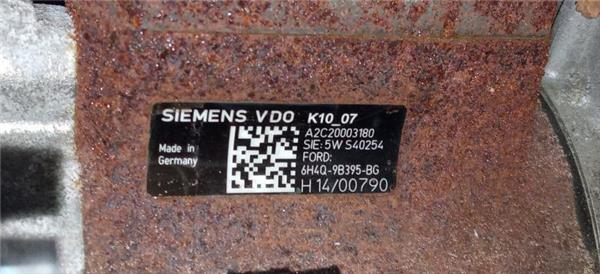 SIEMENS VDO K10_07
A2C20003180
SIE: 5W S40254
FORD:
6H4Q-9B395-BG
H 14/00790
Made in
Germany